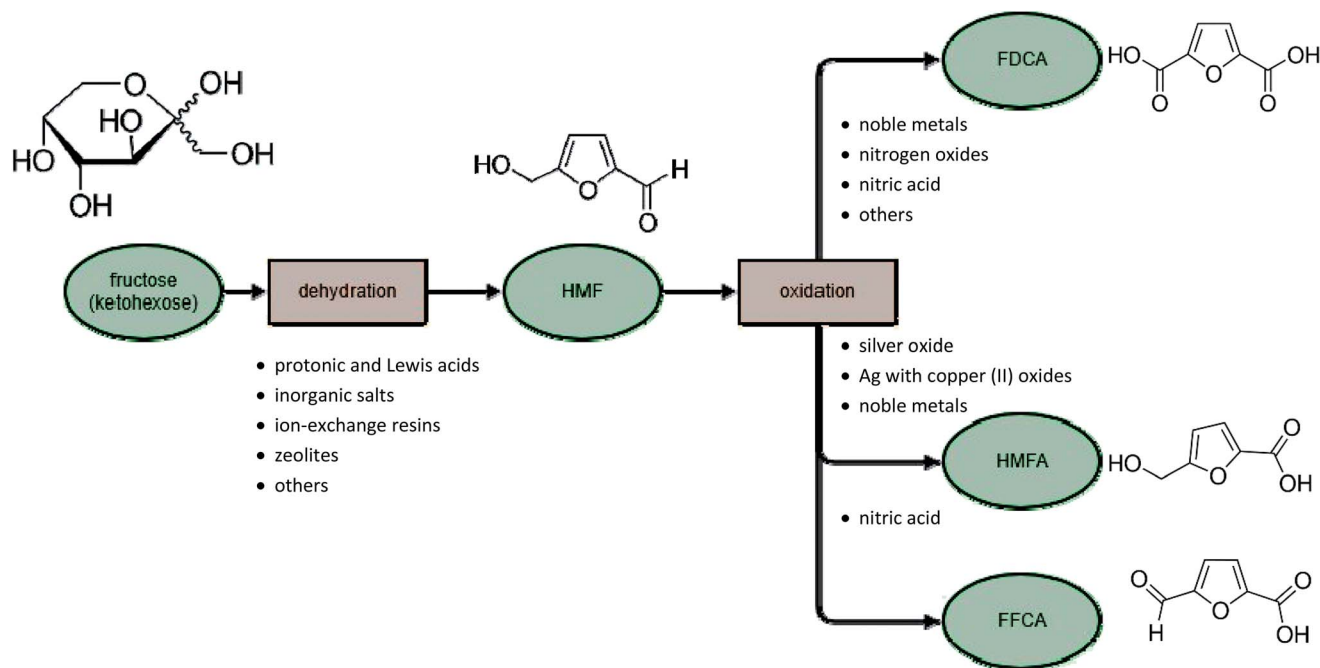 FDCA
HO
O
O
O
OH
O
OH
HO
OH
HO
OH
HO
O
O
H
• noble metals
• nitrogen oxides
• nitric acid
• others
fructose
(ketohexose)
dehydration
HMF
oxidation
• protonic and Lewis acids
• inorganic salts
• ion-exchange resins
• zeolites
• others
• silver oxide
• Ag with copper (II) oxides
• noble metals
HMFA
HO
O
O
OH
• nitric acid
FFCA
O
H
O
O
OH